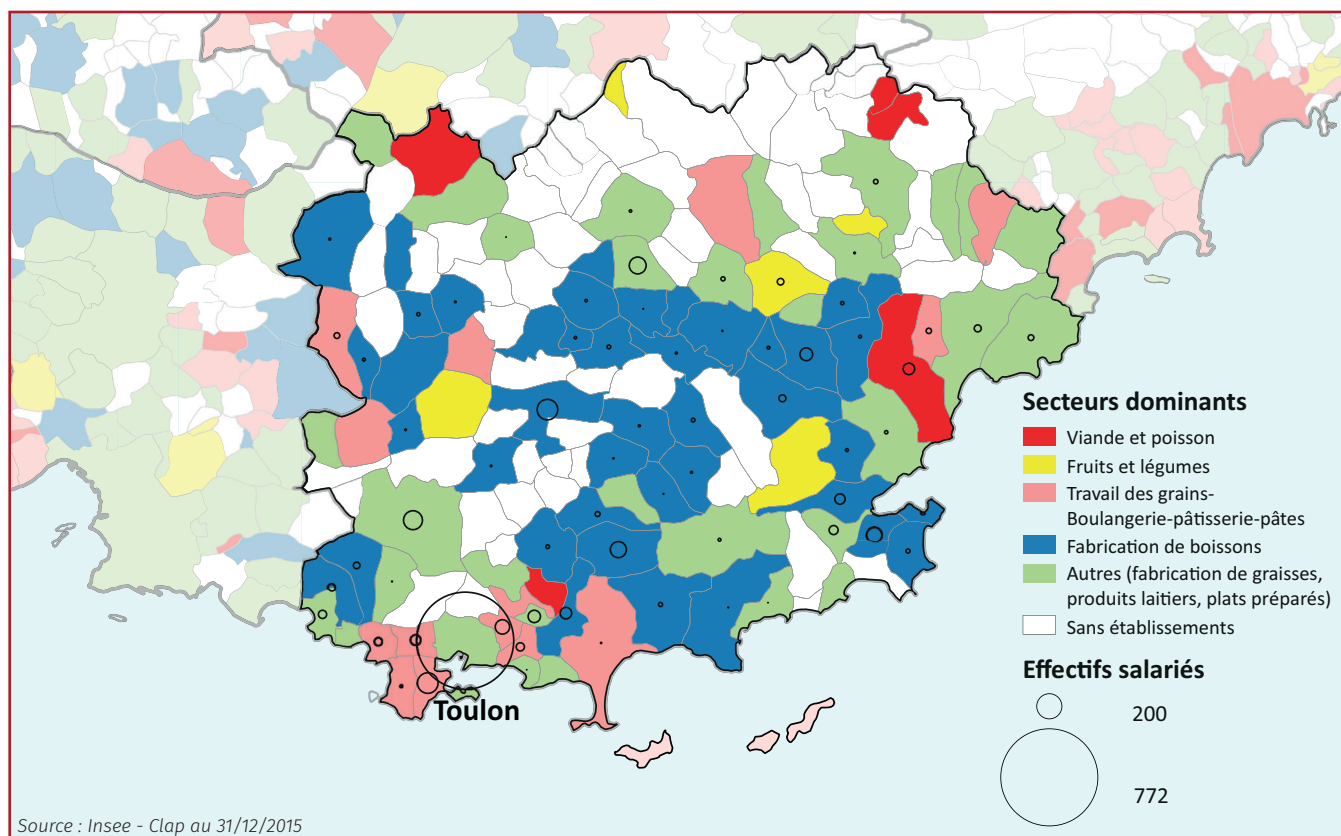 Secteurs dominants
Viande et poisson
Fruits et légumes
Travail des grains-
Boulangerie-pâtisserie-pâtes
Fabrication de boissons
Autres (fabrication de graisses,
produits laitiers, plats préparés)
Sans établissements
Effectifs salariés
200
772
Toulon
Source : Insee - Clap au 31/12/2015